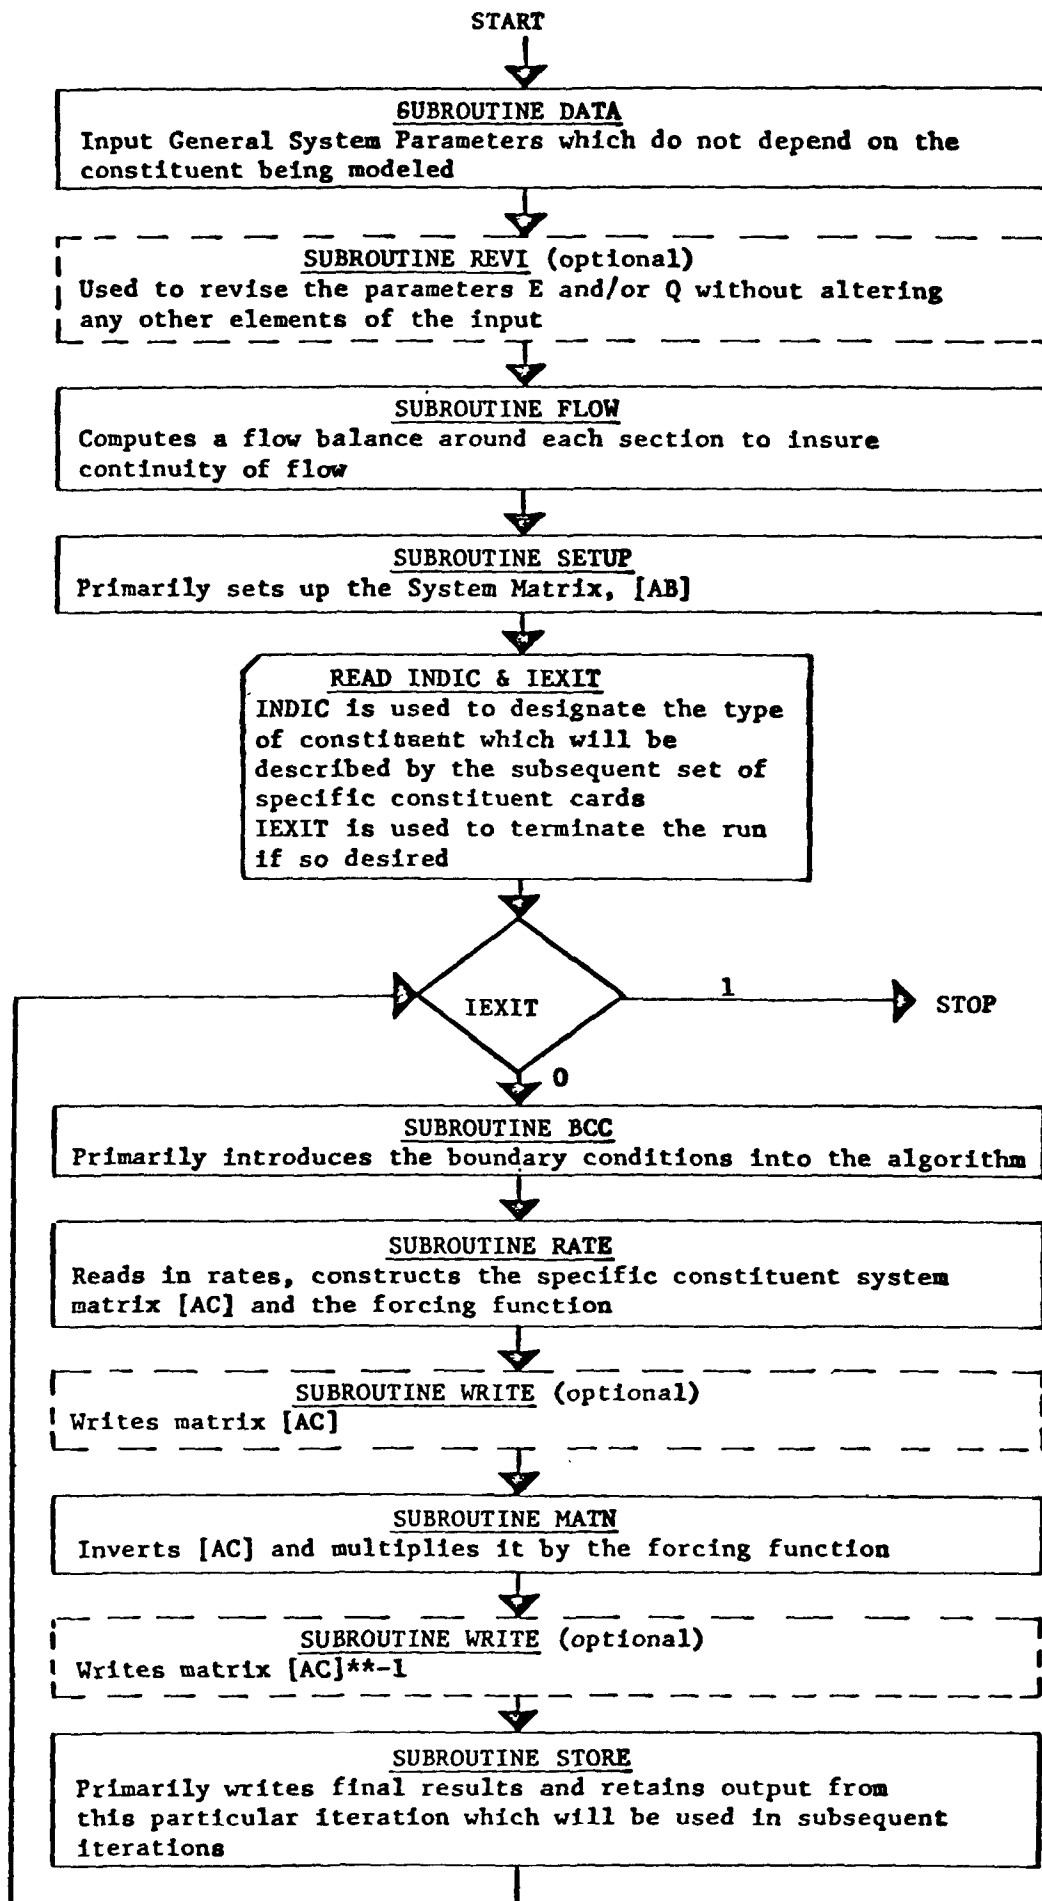 START
SUBROUTINE DATA
Input General System Parameters which do not depend on the
constituent being modeled
SUBROUTINE REVI (optional)
Used to revise the parameters E and/or Q without altering
any other elements of the input
SUBROUTINE FLOW
Computes a flow balance around each section to insure
continuity of flow
SUBROUTINE SETUP
Primarily sets up the System Matrix, [AB]
READ INDIC & IEXIT
INDIC is used to designate the type
of constituent which will be
described by the subsequent set of
specific constituent cards
IEXIT is used to terminate the run
if so desired
IEXIT
1
STOP
0
SUBROUTINE BCC
Primarily introduces the boundary conditions into the algorithm
SUBROUTINE RATE
Reads in rates, constructs the specific constituent system
matrix [AC] and the forcing function
SUBROUTINE WRITE (optional)
Writes matrix [AC]
SUBROUTINE MATN
Inverts [AC] and multiplies it by the forcing function
SUBROUTINE WRITE (optional)
Writes matrix [AC]**-1
SUBROUTINE STORE
Primarily writes final results and retains output from
this particular iteration which will be used in subsequent
iterations